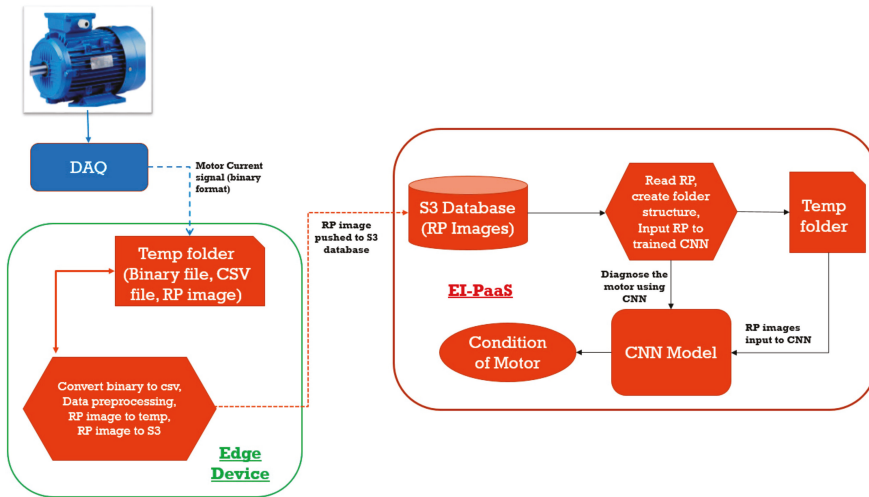 DAQ
Motor Current
signal (binary
format)
Temp folder
(Binary file, CSV
file, RP image)
Convert binary to csv,
Data preprocessing,
RP image to temp,
RP image to S3
Edge
Device
RP image
pushed to S3
database
S3 Database
(RP Images)
Read RP,
create folder
structure,
Input RP to
trained CNN
Temp
folder
EI-PaaS
Diagnose the
motor using
CNN
RP images
input to CNN
CNN Model
Condition
of Motor